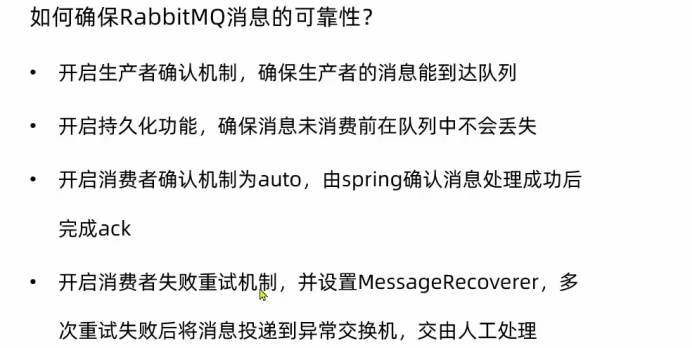 如何确保RabbitMQ消息的可靠性？
• 开启生产者确认机制，确保生产者的消息能到达队列
• 开启持久化功能，确保消息未消费前在队列中不会丢失
• 开启消费者确认机制为auto，由spring确认消息处理成功后
完成ack
• 开启消费者失败重试机制，并设置MessageRecoverer，多
次重试失败后将消息投递到异常交换机，交由人工处理